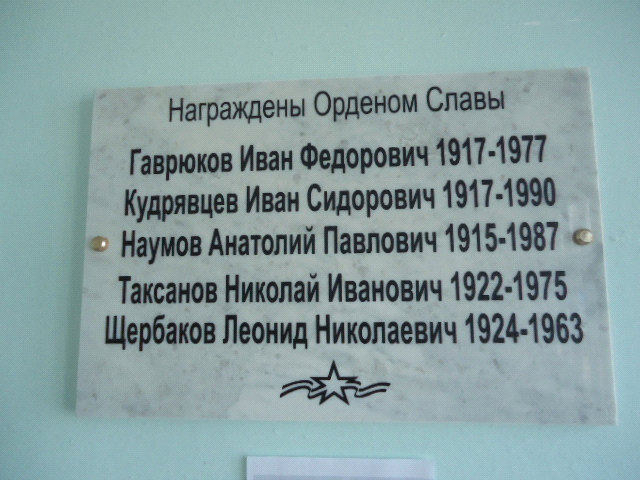 Награждены Орденом Славы
Гаврюков Иван Федорович 1917-1977
Кудрявцев Иван Сидорович 1917-1990
Наумов Анатолий Павлович 1915-1987
Таксанов Николай Иванович 1922-1975
Щербаков Леонид Николаевич 1924-1963